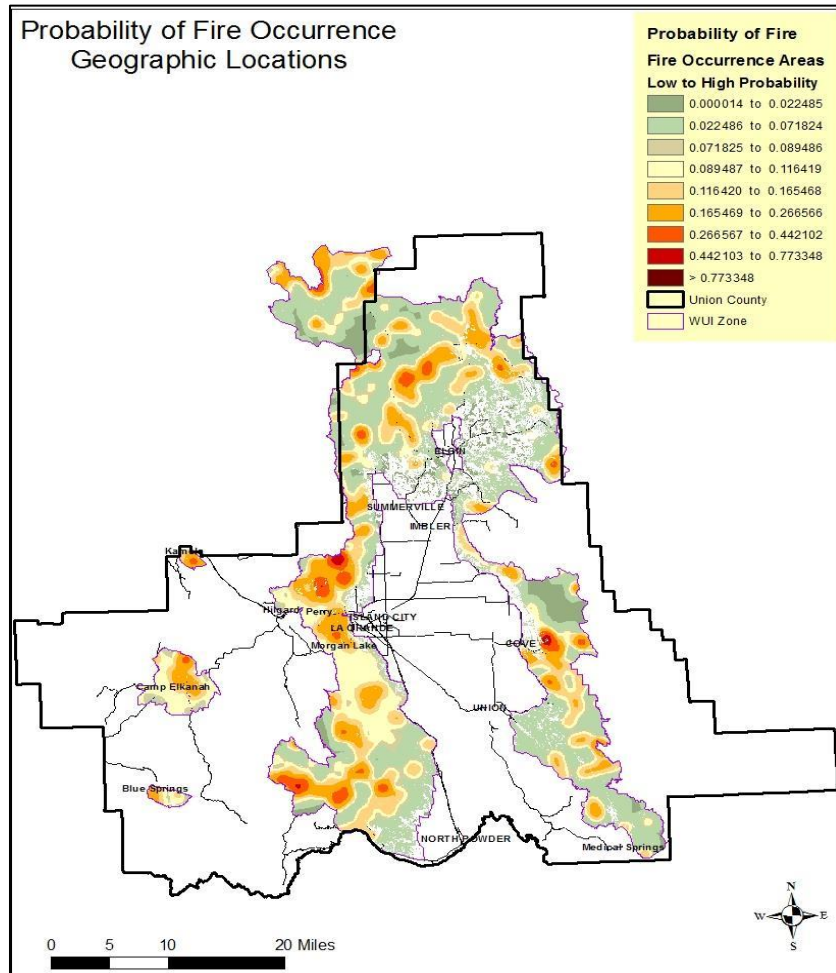 Probability of Fire Occurrence
Geographic Locations
Probability of Fire
Fire Occurrence Areas
Low to High Probability
0.000014 to 0.022485
0.022486 to 0.071824
0.071825 to 0.089486
0.089487 to 0.116419
0.116420 to 0.165468
0.165469 to 0.266566
0.266567 to 0.442102
0.442103 to 0.773348
> 0.773348
Union County
WUI Zone
ELGIN
SUMMERVILLE
IMBLER
Hilgard
Perry
ISLAND CITY
LA GRANDE
Morgan Lake
COVE
Camp Elkanah
UNION
Blue Springs
NORTH POWDER
Medical Springs
N
W
E
S
0 5 10 20 Miles